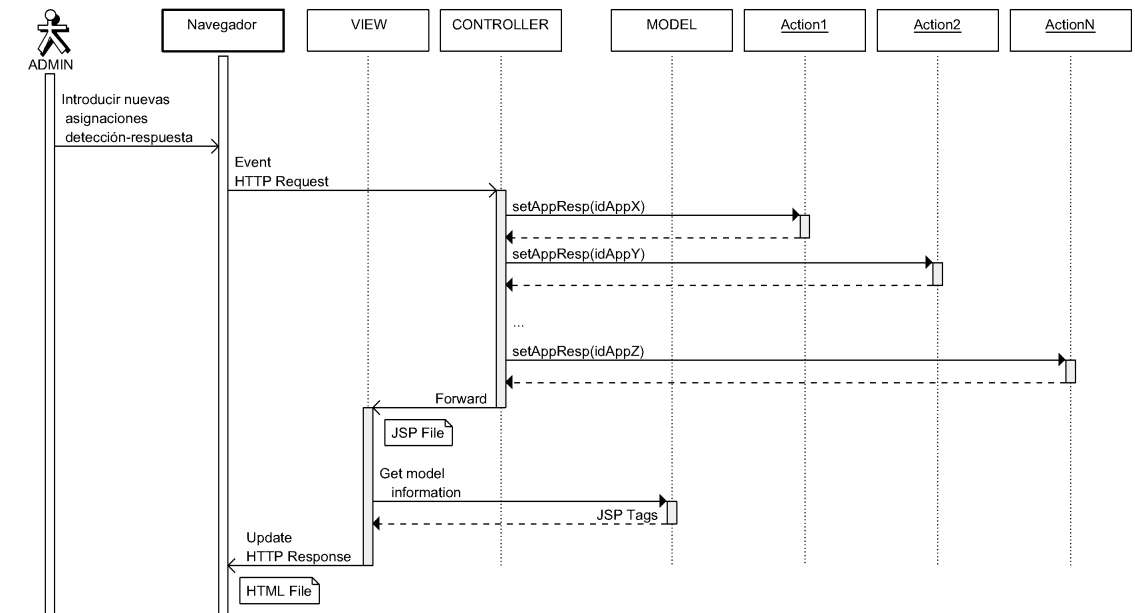 ADMIN
Navegador
VIEW
CONTROLLER
MODEL
Action1
Action2
ActionN
Introducir nuevas
asignaciones
detección-respuesta
Event
HTTP Request
setAppResp(idAppX)
setAppResp(idAppY)
...
setAppResp(idAppZ)
Forward
JSP File
Get model
information
JSP Tags
Update
HTTP Response
HTML File